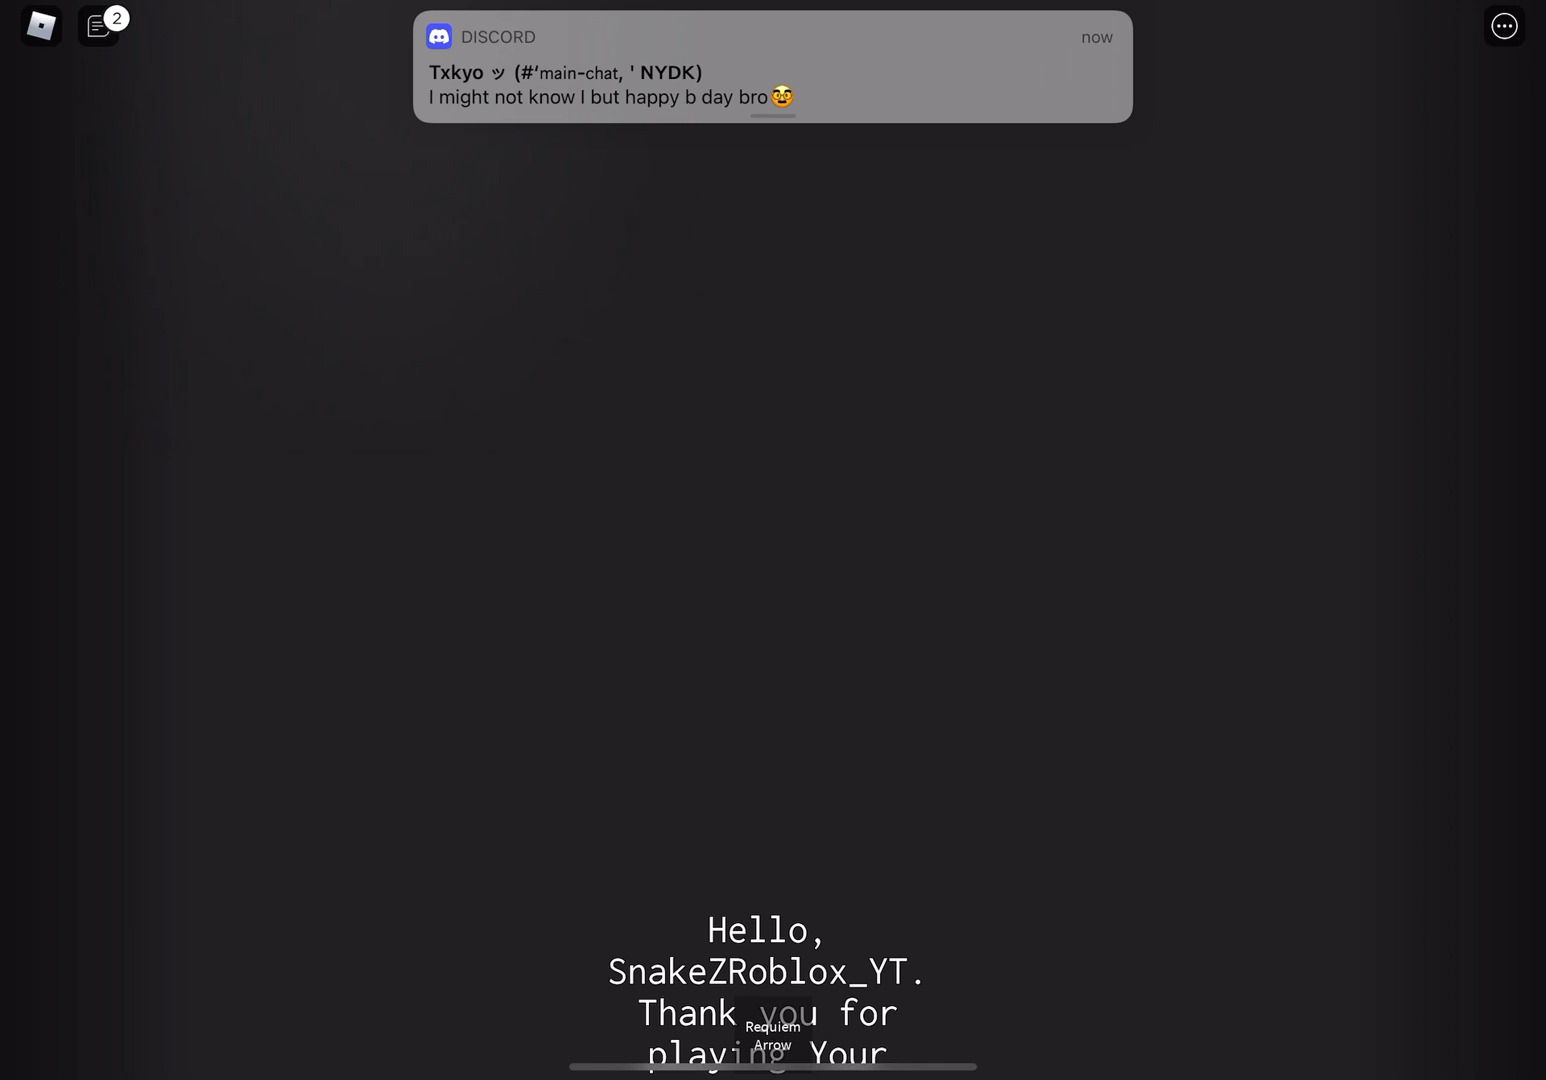 2
DISCORD
now
Txkyo ッ (#‘main-chat, ' NYDK)
I might not know I but happy b day bro🥸
Hello,
SnakeZRoblox_YT.
Thank you for
playing Your
Requiem
Arrow